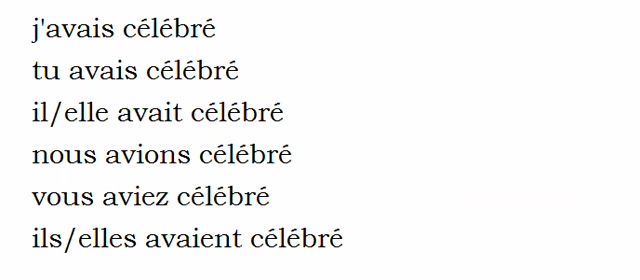 j'avais célébré
tu avais célébré
il/elle avait célébré
nous avions célébré
vous aviez célébré
ils/elles avaient célébré